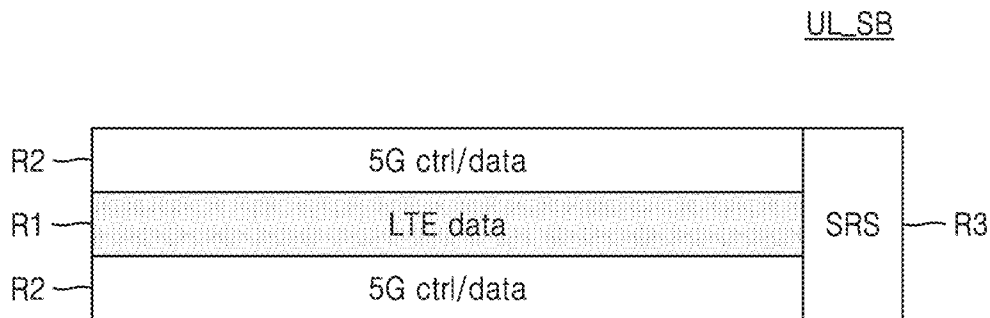 UL_SB
R2 5G ctrl/data
R1 LTE data SRS R3
R2 5G ctrl/data